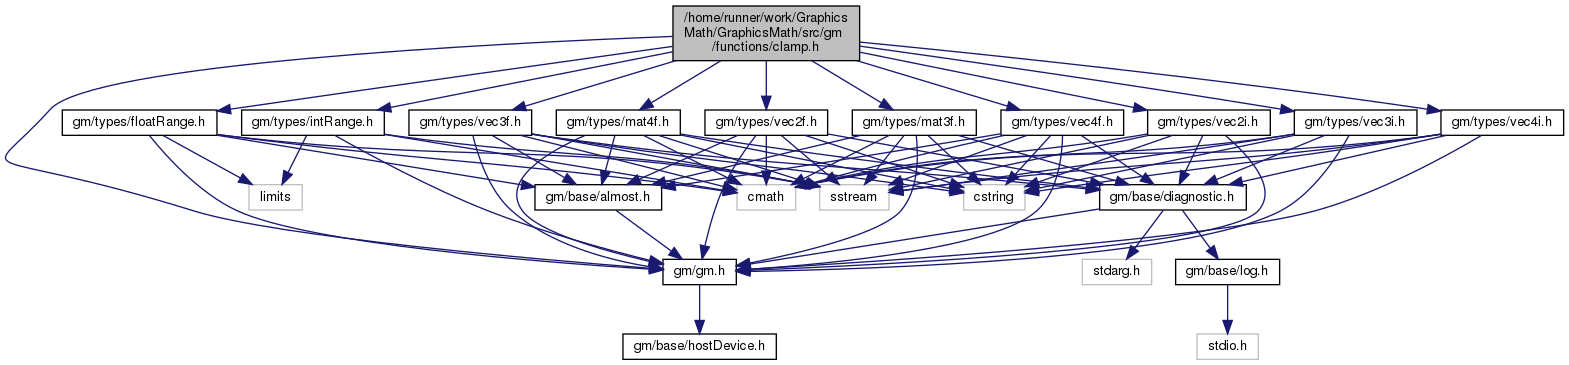 /home/runner/work/Graphics
Math/GraphicsMath/src/gm
/functions/clamp.h
gm/types/floatRange.h
gm/types/intRange.h
gm/types/vec3f.h
gm/types/mat4f.h
gm/types/vec2f.h
gm/types/mat3f.h
gm/types/vec4f.h
gm/types/vec2i.h
gm/types/vec3i.h
gm/types/vec4i.h
limits
gm/base/almost.h
cmath
sstream
cstring
gm/base/diagnostic.h
gm/gm.h
stdarg.h
gm/base/log.h
gm/base/hostDevice.h
stdio.h